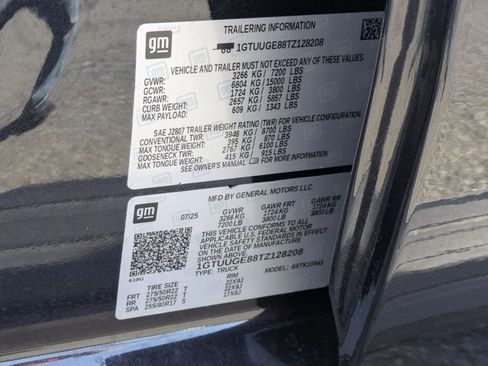 TRAILERING INFORMATION
gm
1GTUUGE88TZ128208
VEHICLE AND TRAILER MUST NOT EXCEED ANY OF THESE VALUES.
GVWR: 3266 KG/ 7200 LBS
GCWR: 6804 KG/ 15000 LBS
RGAWR: 1724 KG/ 3800 LBS
CURB WEIGHT: 2657 KG/ 5857 LBS
MAX PAYLOAD: 609 KG/ 1343 LBS
SAE J2807 TRAILER WEIGHT RATING (TWR) FOR VEHICLE CONFIGURATION.
CONVENTIONAL TWR: 3946 KG/ 8700 LBS
MAX TONGUE WEIGHT: 395 KG/ 870 LBS
GOOSENECK TWR: 2767 KG/ 6100 LBS
MAX TONGUE WEIGHT: 415 KG/ 915 LBS
SEE OWNER'S MANUAL FOR ADDITIONAL INFORMATION.
gm
MFD BY GENERAL MOTORS LLC
07/25
GVWR GAWR FRT GAWR RR
3266 KG 1724 KG 1724 KG
7200 LB 3800 LB 3800 LB
THIS VEHICLE CONFORMS TO ALL
APPLICABLE U.S. FEDERAL MOTOR
VEHICLE SAFETY STANDARDS IN EFFECT
ON THE DATE OF MANUFACTURE
SHOWN ABOVE.
1GTUUGE88TZ128208
TYPE: TRUCK MODEL:
TIRE SIZE RIM
FRT 275/50R22 T 22X9J
RR 275/50R22 T 22X9J
SPA 255/80R17 S 17X6J